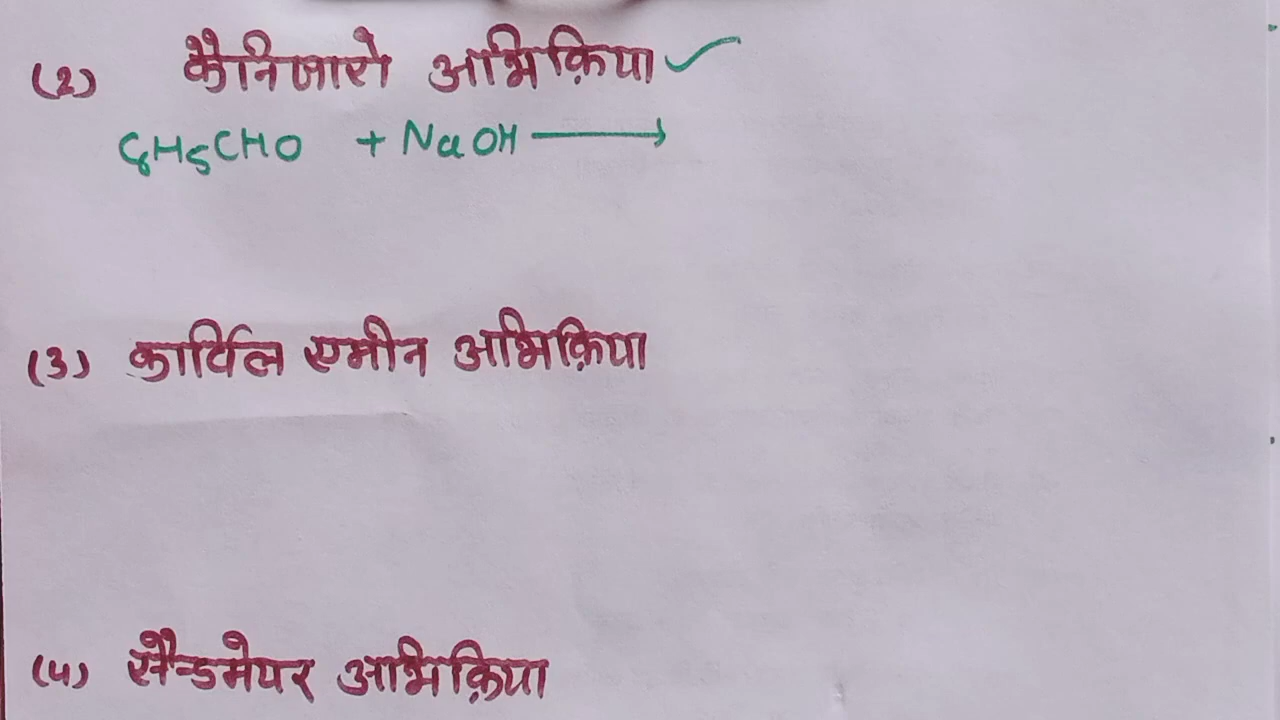 (2) कैनिजारो अभिक्रिया ✓
C6H5CHO + NaOH ⟶
(3) कार्विल एमीन अभिक्रिया
(4) सैन्डमेयर अभिक्रिया